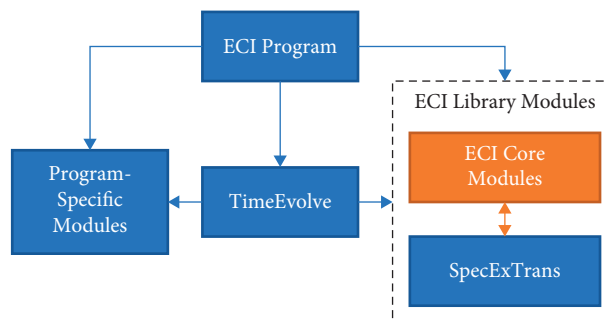 ECI Program
ECI Library Modules
Program-
Specific
Modules
TimeEvolve
ECI Core
Modules
SpecExTrans